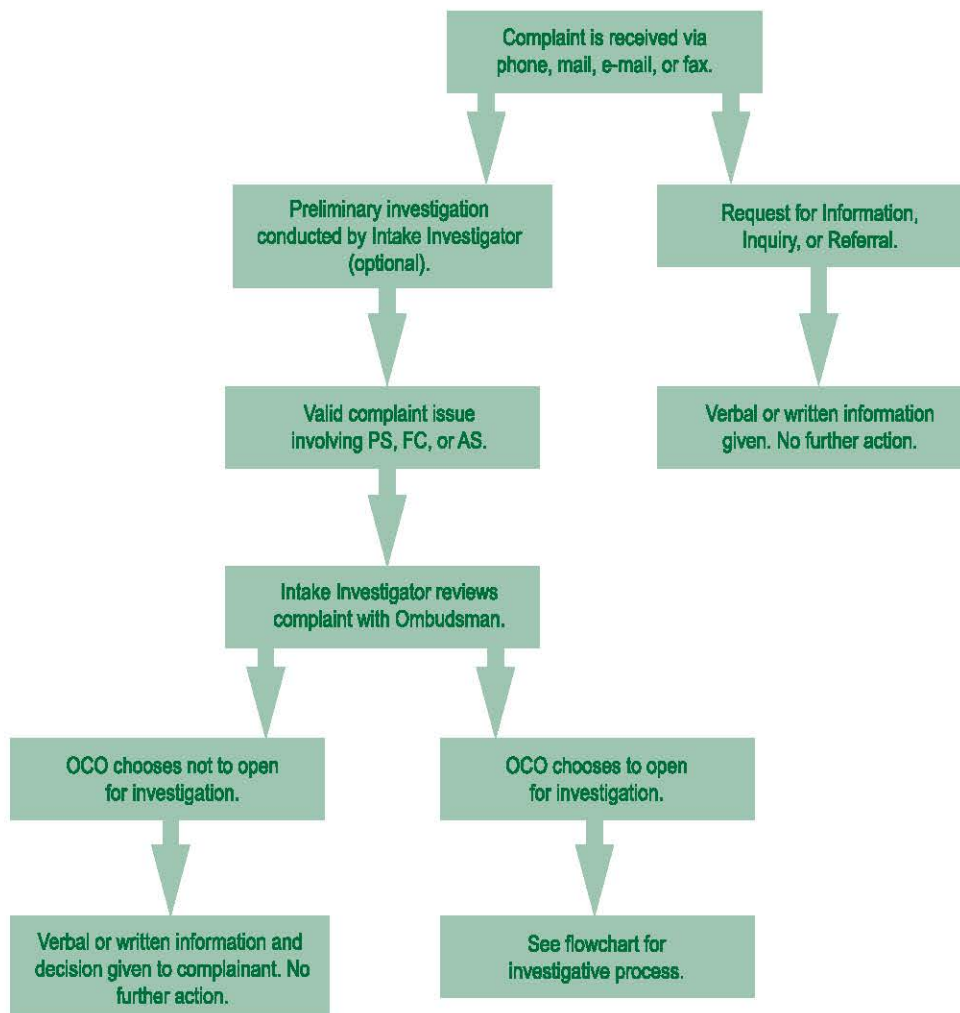 Complaint is received via
phone, mail, e-mail, or fax.
Preliminary investigation
conducted by Intake Investigator
(optional).
Request for Information,
Inquiry, or Referral.
Valid complaint issue
involving PS, FC, or AS.
Verbal or written information
given. No further action.
Intake Investigator reviews
complaint with Ombudsman.
OCO chooses not to open
for investigation.
OCO chooses to open
for investigation.
Verbal or written information and
decision given to complainant. No
further action.
See flowchart for
investigative process.